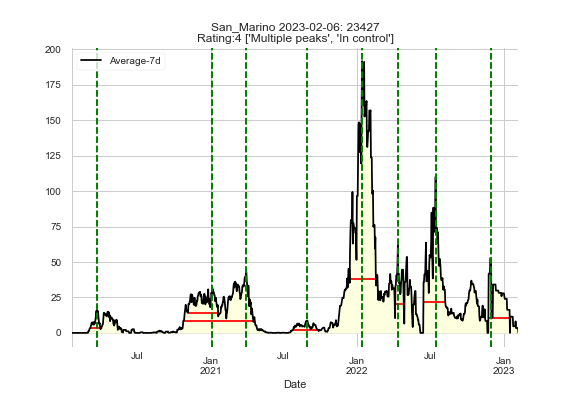 San_Marino 2023-02-06: 23427
Rating:4 ['Multiple peaks', 'In control']
Average-7d
200
175
150
125
100
75
50
25
0
Jul
Jan
2021
Jul
Jan
2022
Jul
Jan
2023
Date